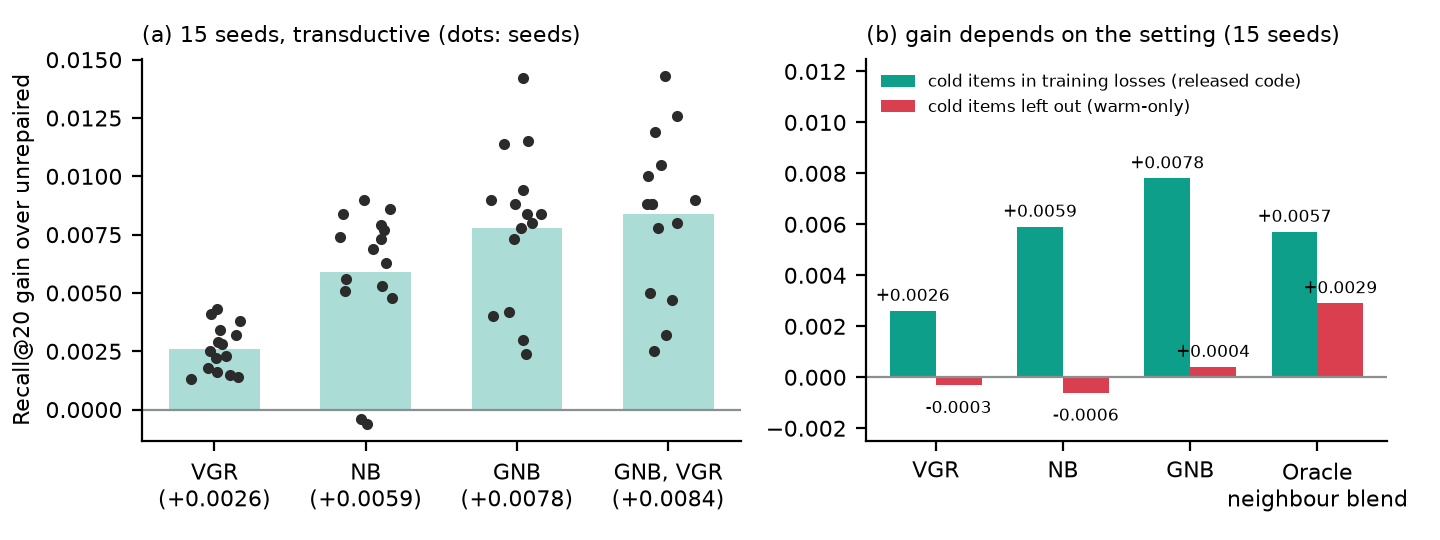 (a) 15 seeds, transductive (dots: seeds)
Recall@20 gain over unrepaired
0.0150
0.0125
0.0100
0.0075
0.0050
0.0025
0.0000
VGR
(+0.0026)
NB
(+0.0059)
GNB
(+0.0078)
GNB, VGR
(+0.0084)
(b) gain depends on the setting (15 seeds)
cold items in training losses (released code)
cold items left out (warm-only)
0.012
0.010
0.008
0.006
0.004
0.002
0.000
−0.002
+0.0026
-0.0003
+0.0059
-0.0006
+0.0078
+0.0004
+0.0057
+0.0029
VGR
NB
GNB
Oracle
neighbour blend